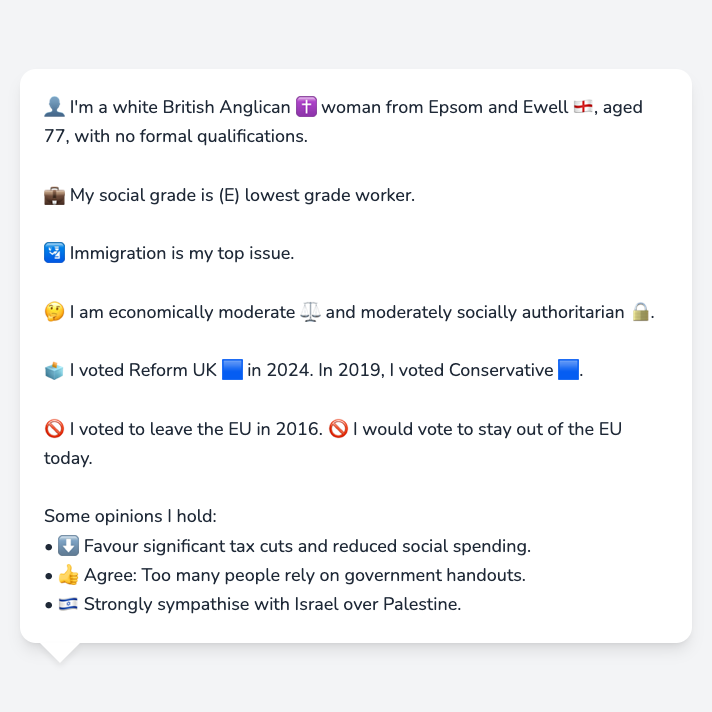 👤 I'm a white British Anglican ✝️ woman from Epsom and Ewell 🏴󠁧󠁢󠁥󠁮󠁧󠁿, aged
77, with no formal qualifications.
💼 My social grade is (E) lowest grade worker.
🛂 Immigration is my top issue.
🤔 I am economically moderate ⚖️ and moderately socially authoritarian 🔒.
🗳️ I voted Reform UK 🟦 in 2024. In 2019, I voted Conservative 🟦.
🚫 I voted to leave the EU in 2016. 🚫 I would vote to stay out of the EU
today.
Some opinions I hold:
• ⬇️ Favour significant tax cuts and reduced social spending.
• 👍 Agree: Too many people rely on government handouts.
• 🇮🇱 Strongly sympathise with Israel over Palestine.